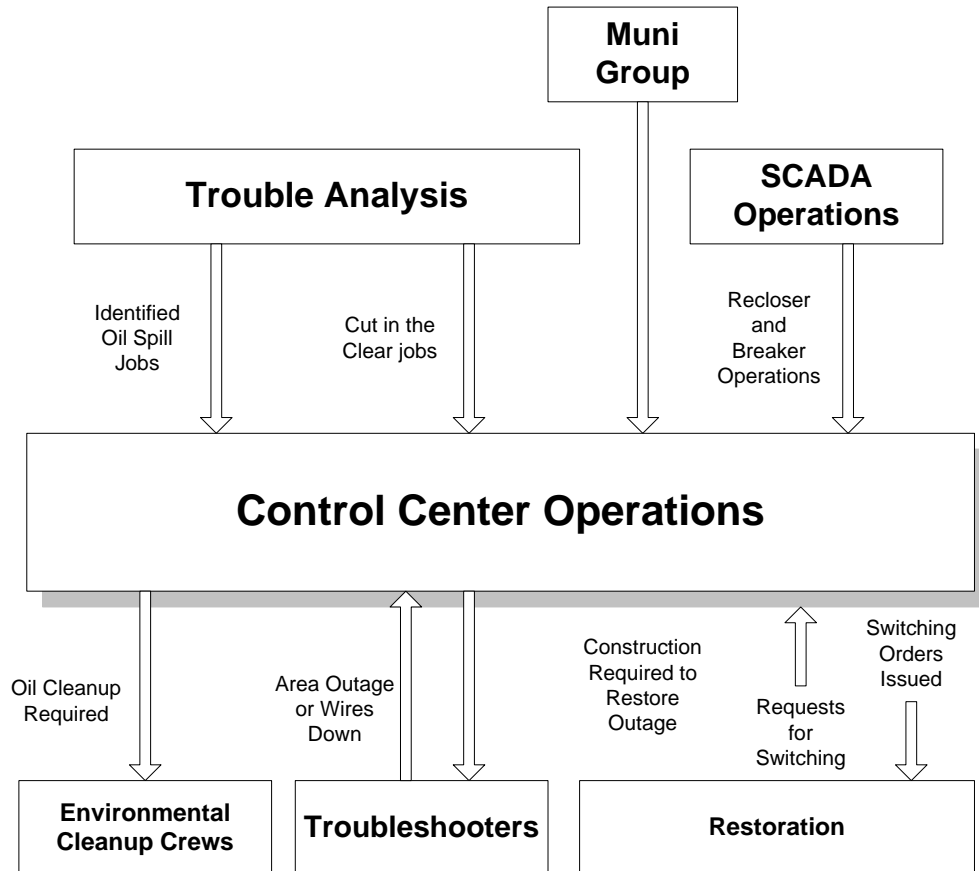 Muni
Group
Trouble Analysis
SCADA
Operations
Identified
Oil Spill
Jobs
Cut in the
Clear jobs
Recloser
and
Breaker
Operations
Control Center Operations
Oil Cleanup
Required
Area Outage
or Wires
Down
Construction
Required to
Restore
Outage
Requests
for
Switching
Switching
Orders
Issued
Environmental
Cleanup Crews
Troubleshooters
Restoration